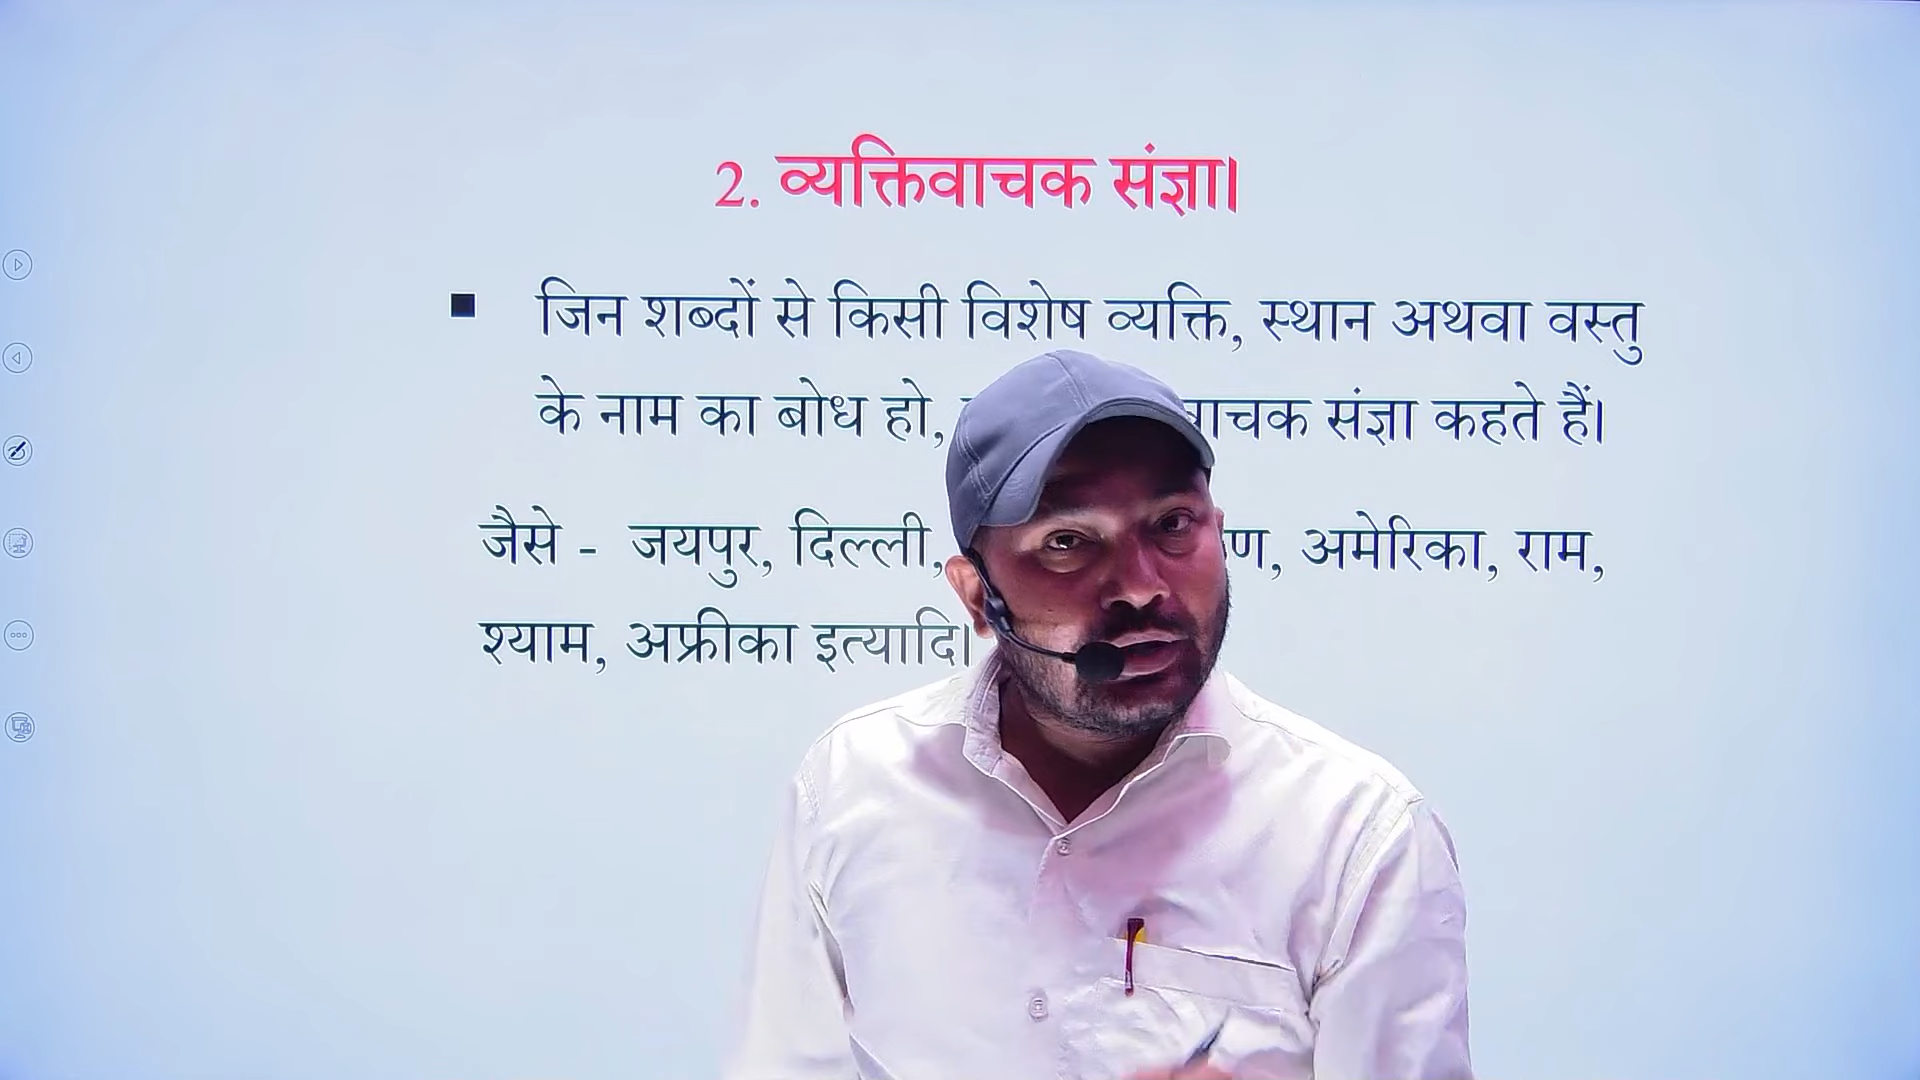 2. व्यक्तिवाचक संज्ञा।
■ जिन शब्दों से किसी विशेष व्यक्ति, स्थान अथवा वस्तु
के नाम का बोध हो, संज्ञा कहते हैं।
जैसे - जयपुर, दिल्ली, अमेरिका, राम,
श्याम, अफ्रीका इत्यादि।